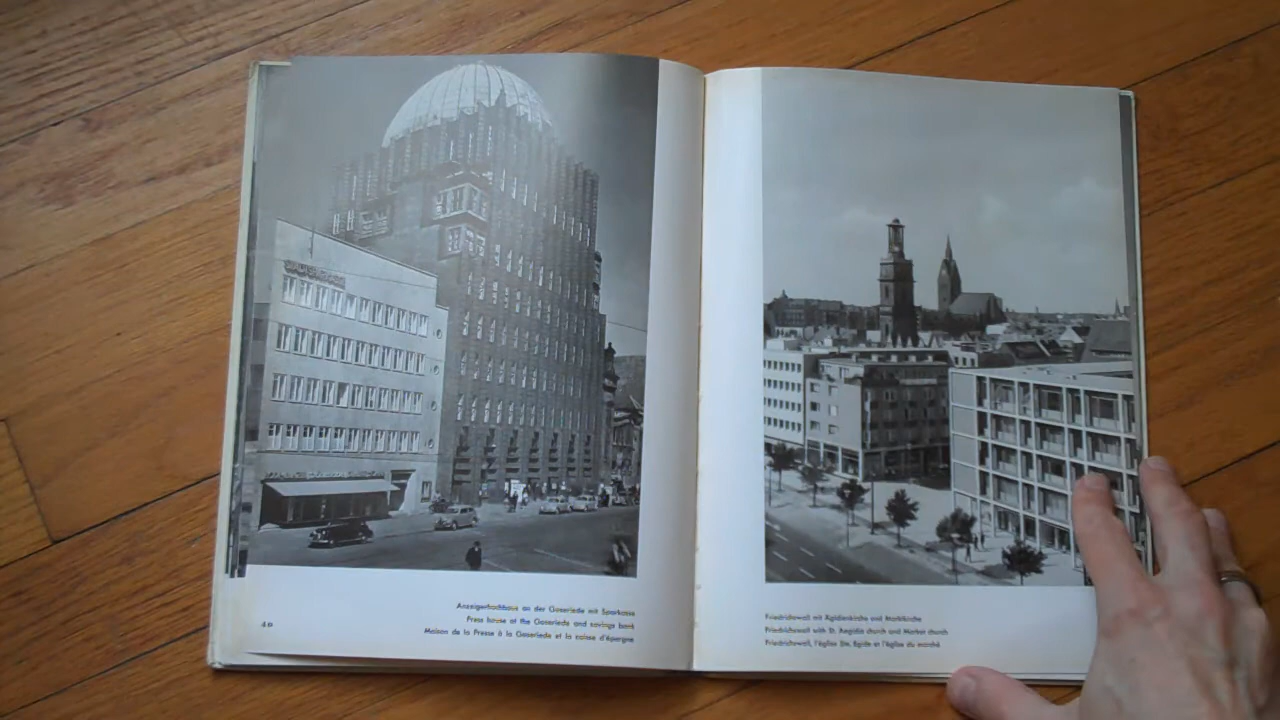 Anzeigerhochhaus an der Goseriede mit Sparkasse
Press house at the Goseriede and savings bank
Maison de la Presse à la Goseriede et la caisse d'épargne
48
Friedrichswall mit Ägidienkirche und Marktkirche
Friedrichswall with St. Aegidia church and Market church
Friedrichswall, l'église Ste. Egide et l'église du marché